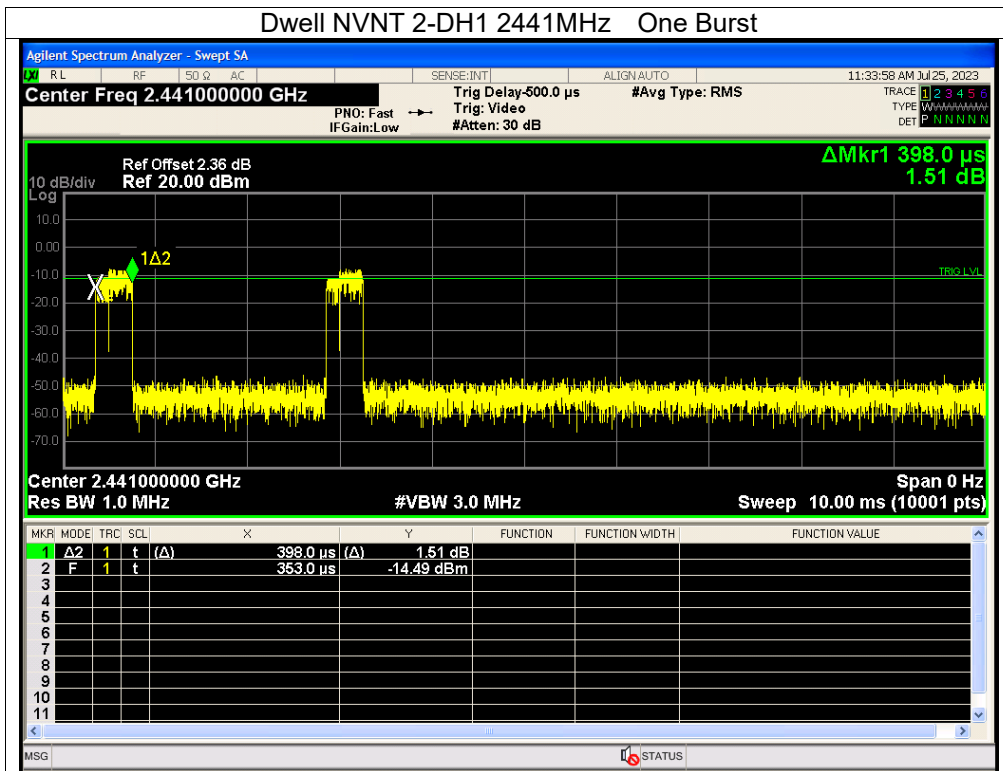 Dwell NVNT 2-DH1 2441MHz One Burst
Agilent Spectrum Analyzer - Swept SA
LXI RL RF 50 Ω AC SENSE:INT ALIGN AUTO 11:33:58 AM Jul 25, 2023
Center Freq 2.441000000 GHz
PNO: Fast
IFGain:Low
Trig Delay-500.0 µs
Trig: Video
#Atten: 30 dB
#Avg Type: RMS
TRACE 1 2 3 4 5 6
TYPE WWWWWW
DET P N N N N N
ΔMkr1 398.0 µs
1.51 dB
Ref Offset 2.36 dB
10 dB/div Ref 20.00 dBm
Log
10.0
0.00
1Δ2
-10.0
TRIG LVL
-20.0
-30.0
-40.0
-50.0
-60.0
-70.0
Center 2.441000000 GHz Span 0 Hz
Res BW 1.0 MHz #VBW 3.0 MHz Sweep 10.00 ms (10001 pts)
MKR MODE TRC SCL X Y FUNCTION FUNCTION WIDTH FUNCTION VALUE
1 Δ2 1 t (Δ) 398.0 µs (Δ) 1.51 dB
2 F 1 t 353.0 µs -14.49 dBm
3
4
5
6
7
8
9
10
11
MSG STATUS